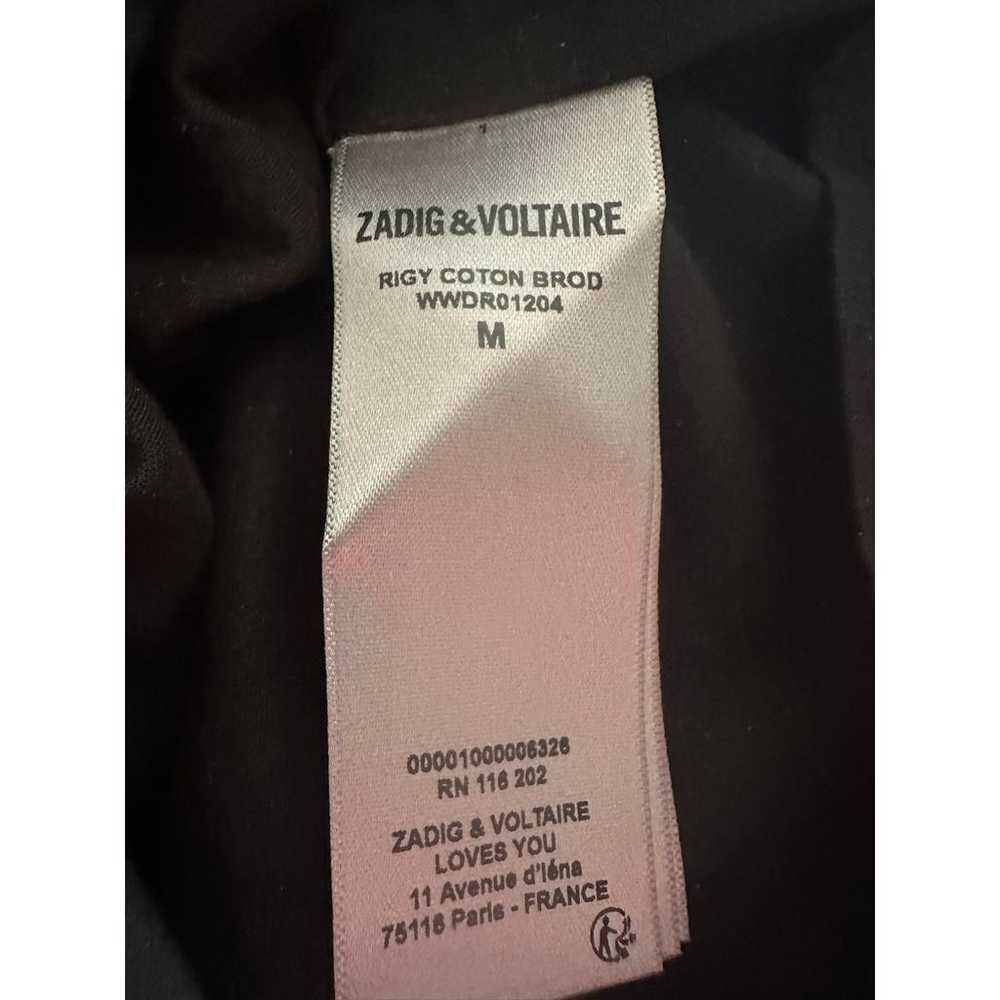 ZADIG & VOLTAIRE
RIGY COTON BROD
WWDR01204
M
00001000006326
RN 116 202
ZADIG & VOLTAIRE
LOVES YOU
11 Avenue d'Iéna
75116 Paris - FRANCE